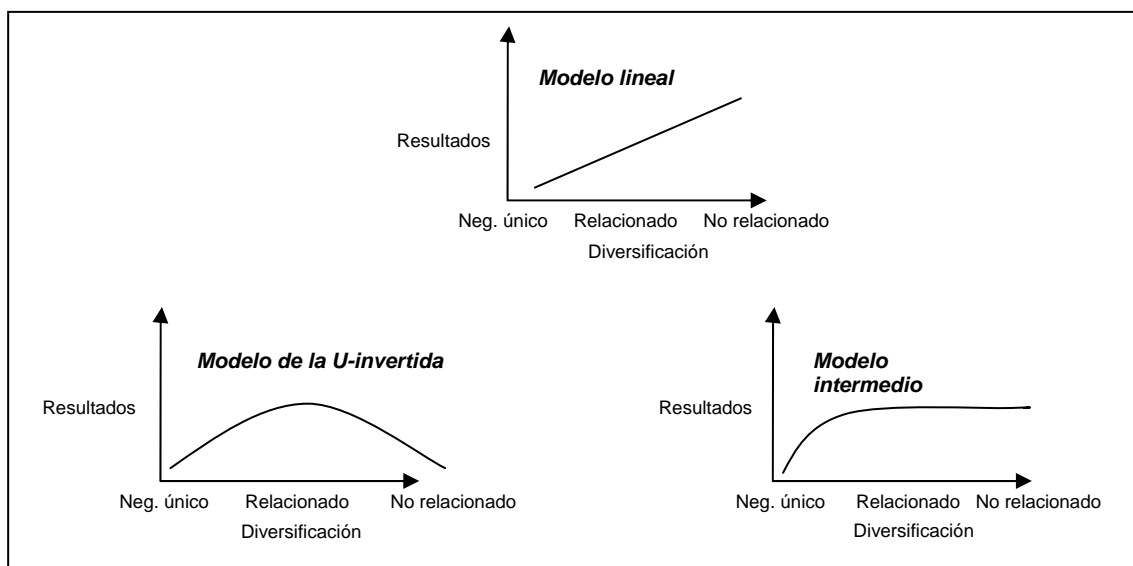 Modelo lineal
Resultados
Neg. único Relacionado No relacionado
Diversificación
Modelo de la U-invertida
Resultados
Neg. único Relacionado No relacionado
Diversificación
Modelo
intermedio
Resultados
Neg. único Relacionado No relacionado
Diversificación